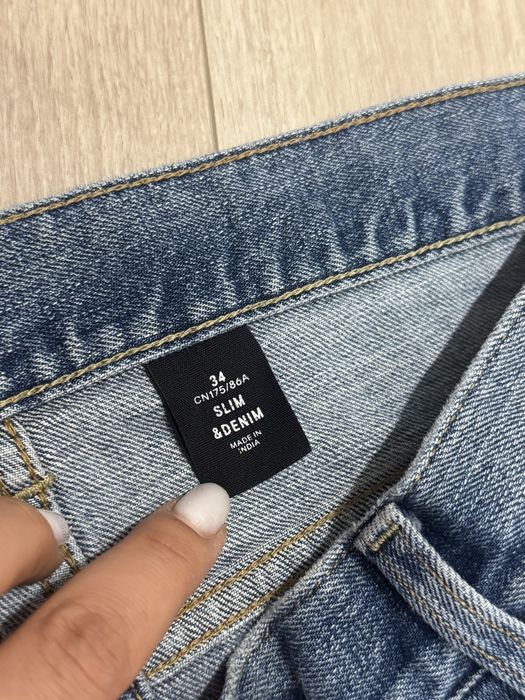 34
CN175/86A
SLIM
&DENIM
MADE IN
INDIA